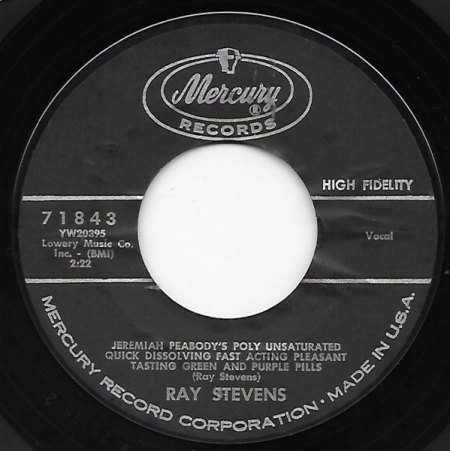 Mercury
®
RECORDS
HIGH FIDELITY
71843
YW20395
Lowery Music Co.
Inc. - (BMI)
2:22
Vocal
JEREMIAH PEABODY'S POLY UNSATURATED
QUICK DISSOLVING FAST ACTING PLEASANT
TASTING GREEN AND PURPLE PILLS
(Ray Stevens)
RAY STEVENS
MERCURY RECORD CORPORATION · MADE IN U.S.A.